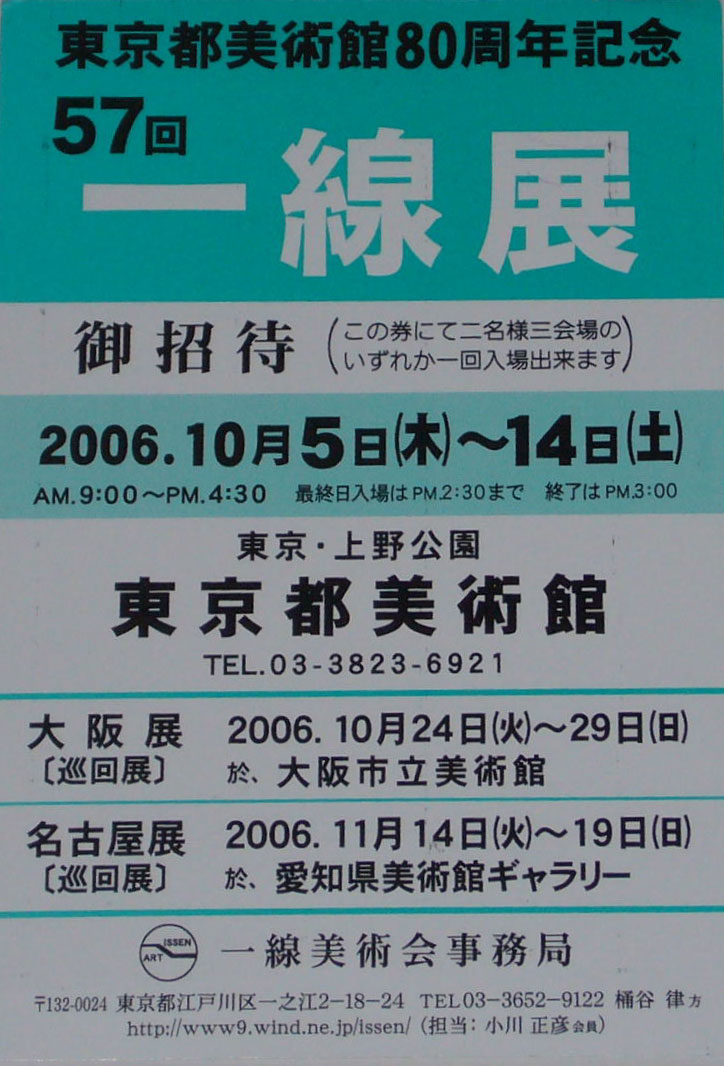 東京都美術館80周年記念
57回
一線展
御招待 (この券にて二名様三会場のいずれか一回入場出来ます)
2006.10月5日(木)～14日(土)
AM.9:00～PM.4:30 最終日入場はPM.2:30まで 終了はPM.3:00
東京・上野公園
東京都美術館
TEL.03-3823-6921
大阪展 2006.10月24日(火)～29日(日)
〔巡回展〕 於、大阪市立美術館
名古屋展 2006.11月14日(火)～19日(日)
〔巡回展〕 於、愛知県美術館ギャラリー
ISSEN ART 一線美術会事務局
〒132-0024 東京都江戸川区一之江2-18-24 TEL03-3652-9122 桶谷 律方
http://www9.wind.ne.jp/issen/ (担当: 小川 正彦会員)